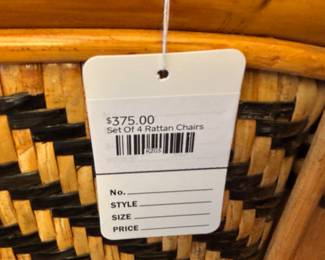 $375.00
Set Of 4 Rattan Chairs
No.
STYLE
SIZE
PRICE